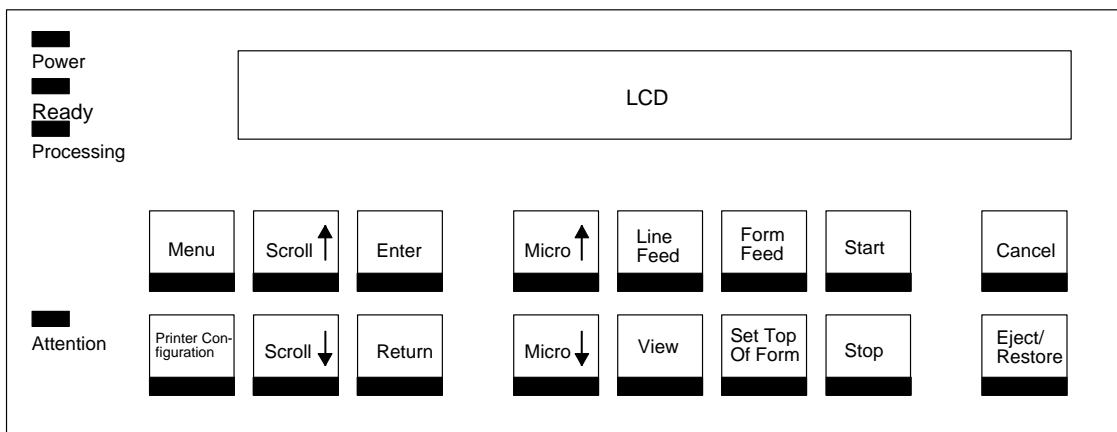 Power
LCD
Ready
Processing
Menu
Scroll
Enter
Micro
Line
Feed
Form
Feed
Start
Cancel
Attention
Printer Con-
figuration
Scroll
Return
Micro
View
Set Top
Of Form
Stop
Eject/
Restore